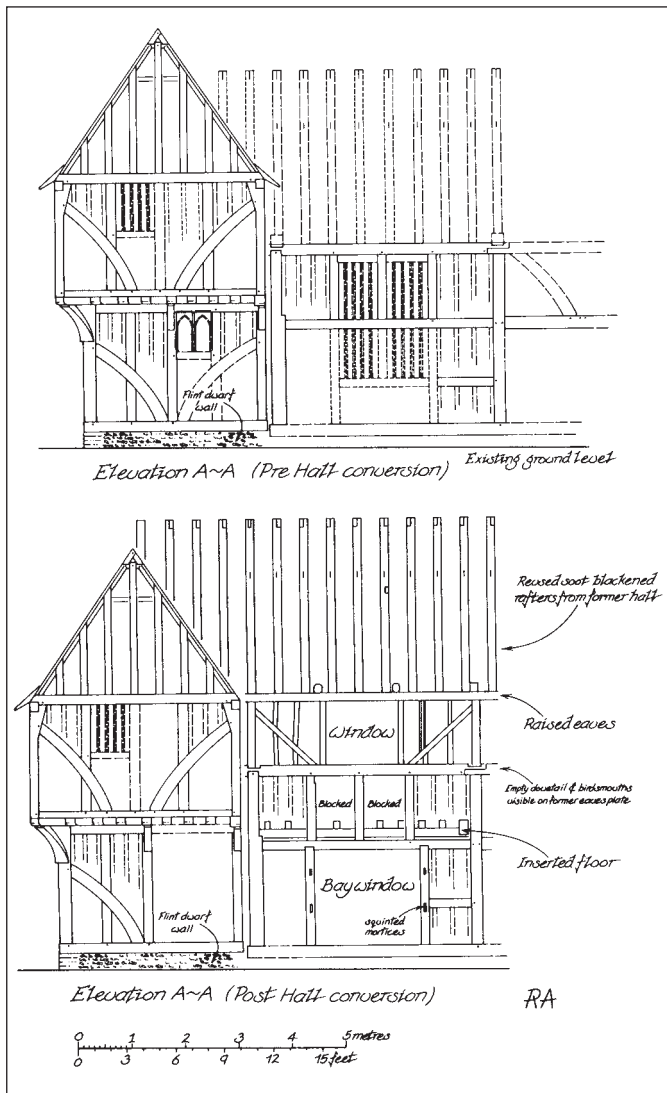 Flint dwarf
wall
Elevation A~A (Pre Hall conversion)
Existing ground level
Reused soot blackened
rafters from former hall
Raised eaves
window
Empty dovetail & birdsmouths
visible on former eaves plate
Blocked
Blocked
Inserted floor
Bay window
squinted
mortices
Flint dwarf
wall
Elevation A~A (Post Hall conversion)
RA
0 1 2 3 4 5 metres
0 3 6 9 12 15 feet